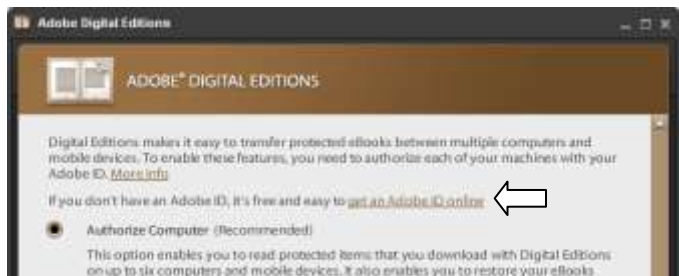 Adobe Digital Editions
ADOBE® DIGITAL EDITIONS
Digital Editions makes it easy to transfer protected eBooks between multiple computers and
mobile devices. To enable these features, you need to authorize each of your machines with your
Adobe ID. More info
If you don't have an Adobe ID, it's free and easy to get an Adobe ID online
Authorize Computer (Recommended)
This option enables you to read protected items that you download with Digital Editions
on up to six computers and mobile devices. It also enables you to restore your eBooks